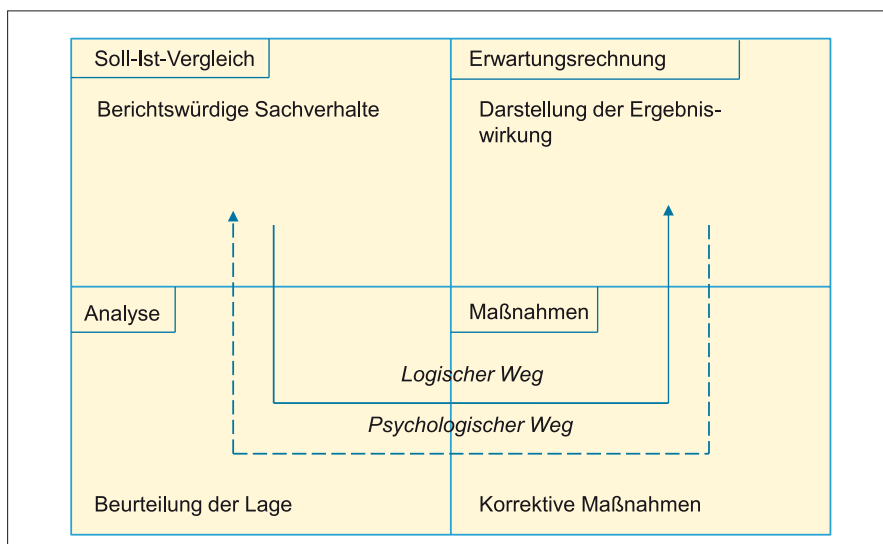 Soll-Ist-Vergleich
Berichtswürdige Sachverhalte
Erwartungsrechnung
Darstellung der Ergebnis-
wirkung
Analyse
Maßnahmen
Logischer Weg
Psychologischer Weg
Beurteilung der Lage
Korrektive Maßnahmen